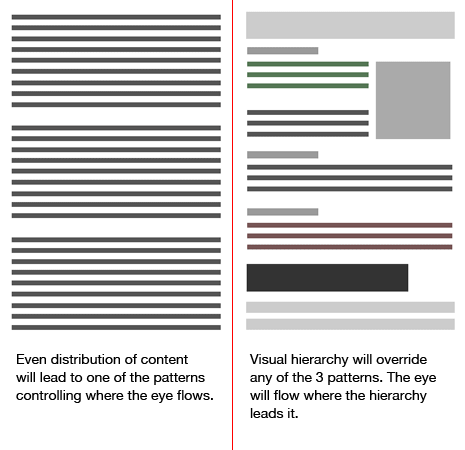 Even distribution of content
will lead to one of the patterns
controlling where the eye flows.
Visual hierarchy will override
any of the 3 patterns. The eye
will flow where the hierarchy
leads it.